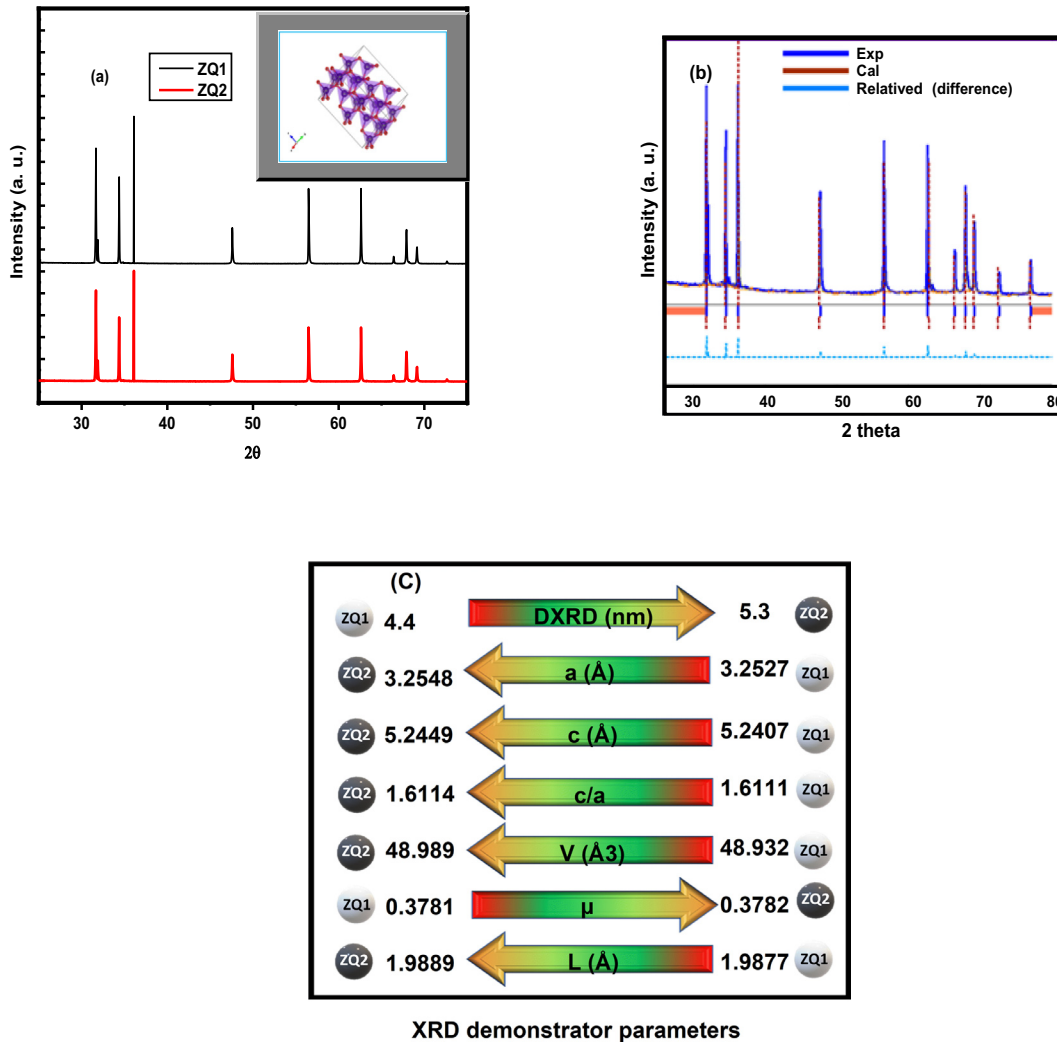 (a)
ZQ1
ZQ2
Intensity (a. u.)
30 40 50 60 70
2θ
(b)
Exp
Cal
Relatived (difference)
Intensity (a. u.)
30 40 50 60 70 80
2 theta
(C)
ZQ1 4.4 DXRD (nm) 5.3 ZQ2
ZQ2 3.2548 a (Å) 3.2527 ZQ1
ZQ2 5.2449 c (Å) 5.2407 ZQ1
ZQ2 1.6114 c/a 1.6111 ZQ1
ZQ2 48.989 V (Å3) 48.932 ZQ1
ZQ1 0.3781 μ 0.3782 ZQ2
ZQ2 1.9889 L (Å) 1.9877 ZQ1
XRD demonstrator parameters